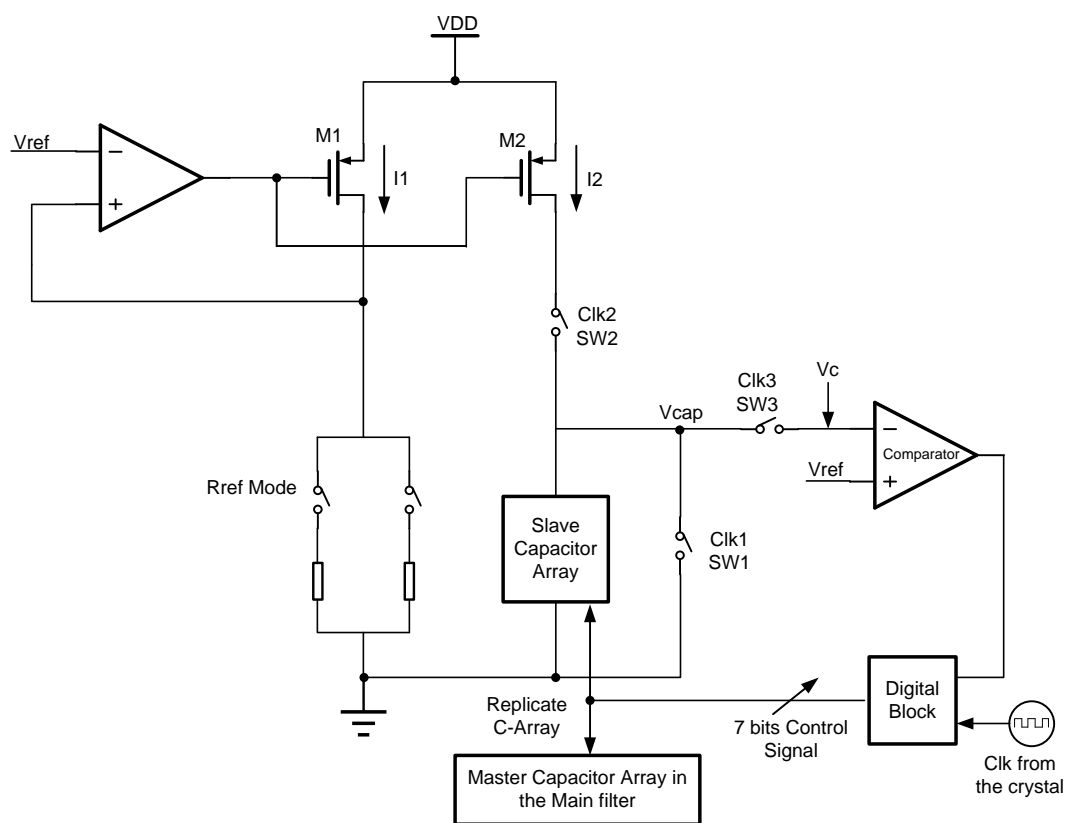 VDD
Vref
M1
M2
I1
I2
−
+
Clk2
SW2
Clk3
SW3
Vc
Vcap
−
Comparator
Vref
+
Rref Mode
Slave
Capacitor
Array
Clk1
SW1
Replicate
C-Array
7 bits Control
Signal
Digital
Block
Clk from
the crystal
Master Capacitor Array in
the Main filter